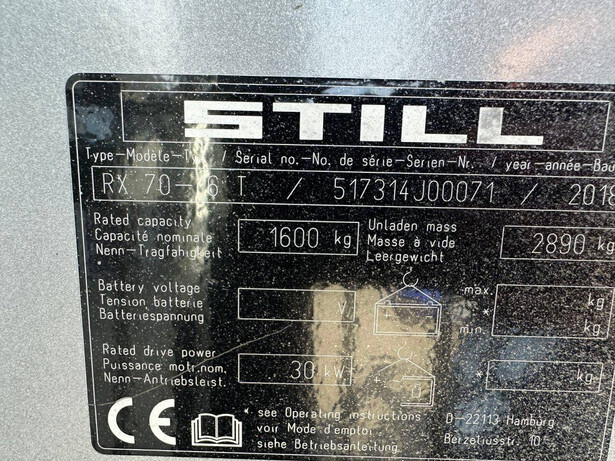 STILL
Type-Modèle-Typ / Serial no.-No. de série-Serien-Nr. / year-année-Bau
RX 70-16 T / 517314J00071 / 2018
Rated capacity
Capacité nominale
Nenn-Tragfähigkeit
*
1600 kg
Unladen mass
Masse à vide
Leergewicht
2890 kg
Battery voltage
Tension batterie
Batteriespannung
V
max.
*
min.
kg
kg
Rated drive power
Puissance motr.nom.
Nenn-Antriebsleist.
30 kW
*
kg
CE
* see Operating instructions
voir Mode d'emploi
siehe Betriebsanleitung
D-22113 Hamburg
Berzeliusstr. 10